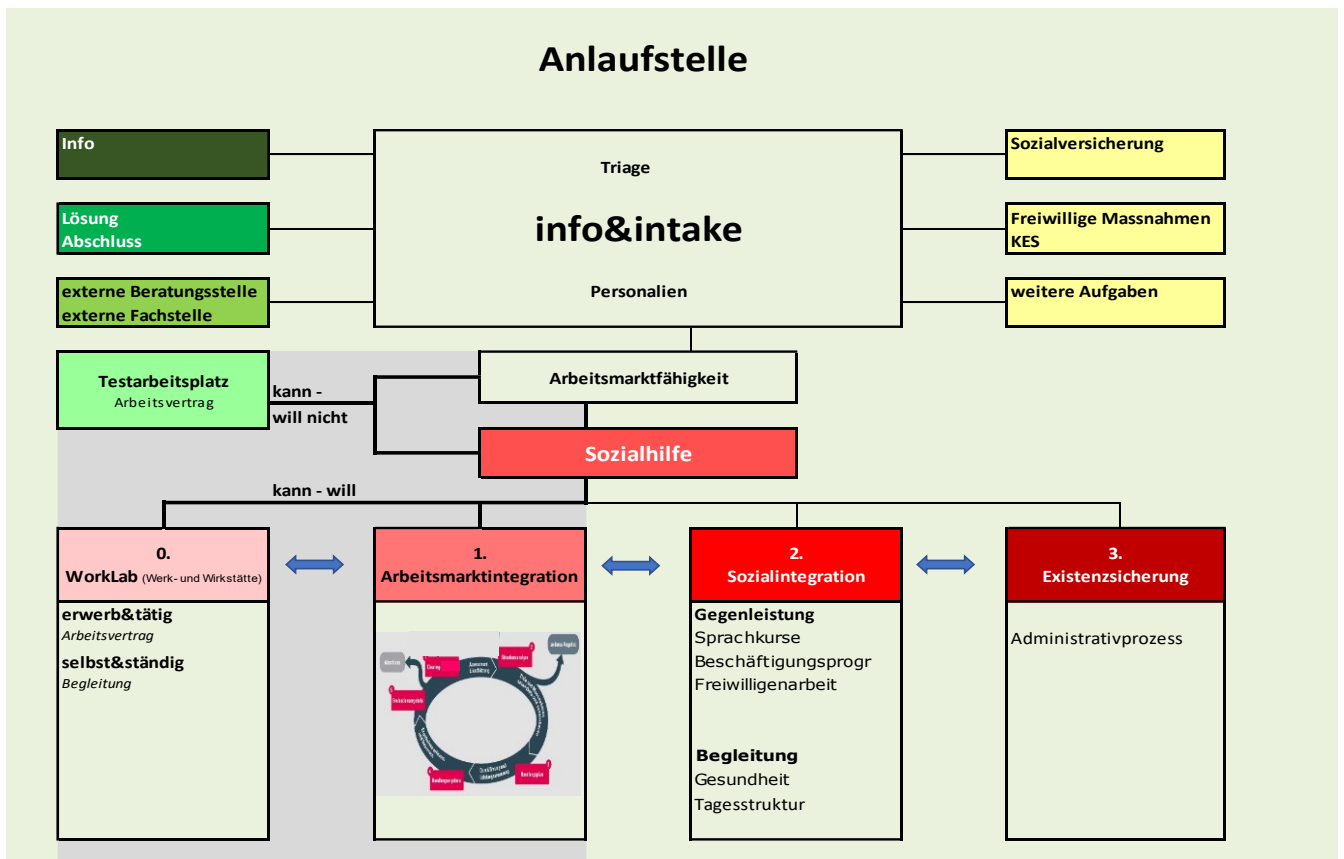 Anlaufstelle
Info
Lösung
Abschluss
externe Beratungsstelle
externe Fachstelle
Triage
info&intake
Personalien
Sozialversicherung
Freiwillige Massnahmen
KES
weitere Aufgaben
Testarbeitsplatz
Arbeitsvertrag
kann -
will nicht
Arbeitsmarktfähigkeit
Sozialhilfe
kann - will
0.
WorkLab (Werk- und Wirkstätte)
erwerb&tätig
Arbeitsvertrag
selbst&ständig
Begleitung
1.
Arbeitsmarktintegration
2.
Sozialintegration
Gegenleistung
Sprachkurse
Beschäftigungsprogr
Freiwilligenarbeit
Begleitung
Gesundheit
Tagesstruktur
3.
Existenzsicherung
Administrativprozess